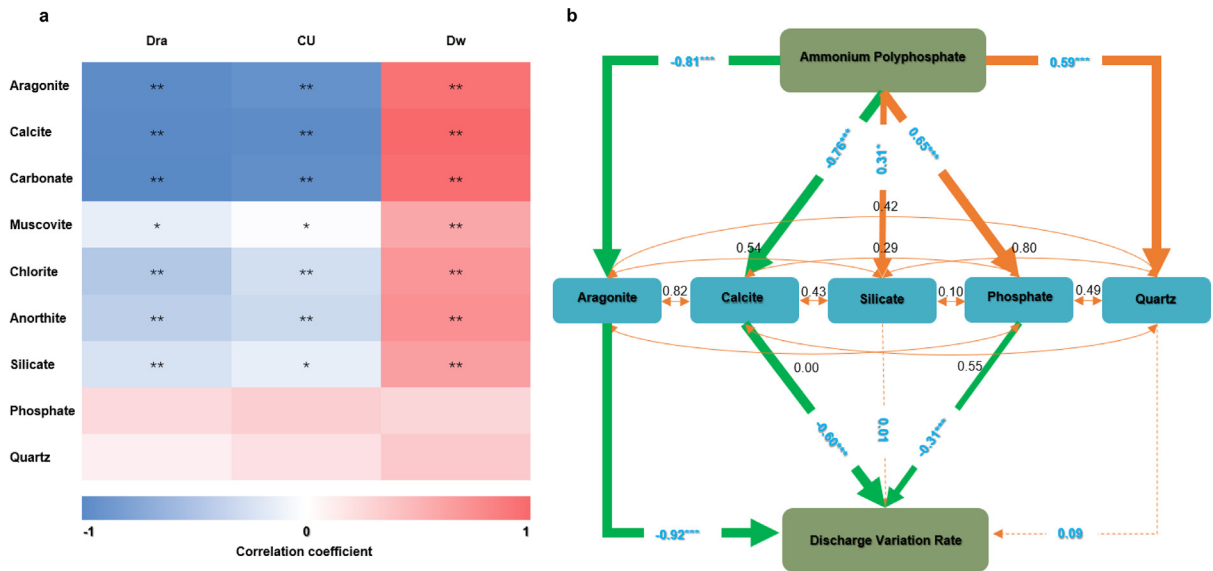 a
Dra CU Dw
Aragonite ** ** **
Calcite ** ** **
Carbonate ** ** **
Muscovite * * **
Chlorite ** ** **
Anorthite ** ** **
Silicate ** * **
Phosphate
Quartz
-1 0 1
Correlation coefficient
b
Ammonium Polyphosphate
-0.81*** 0.59***
-0.76*** 0.31* 0.65***
0.42
0.54 0.29 0.80
Aragonite 0.82 Calcite 0.43 Silicate 0.10 Phosphate 0.49 Quartz
0.00 0.55
-0.60*** 0.01 -0.31***
-0.92*** 0.09
Discharge Variation Rate